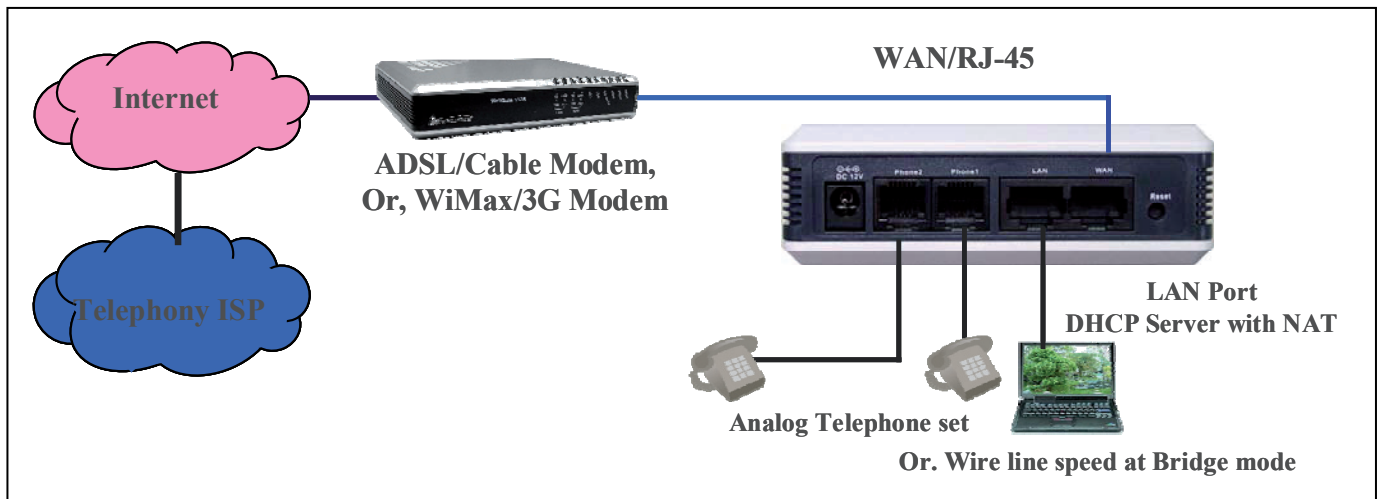 WAN/RJ-45
Internet
ADSL/Cable Modem,
Or, WiMax/3G Modem
DC 12V
Phone2
Phone1
LAN
WAN
Reset
Telephony ISP
LAN Port
DHCP Server with NAT
Analog Telephone set
Or. Wire line speed at Bridge mode